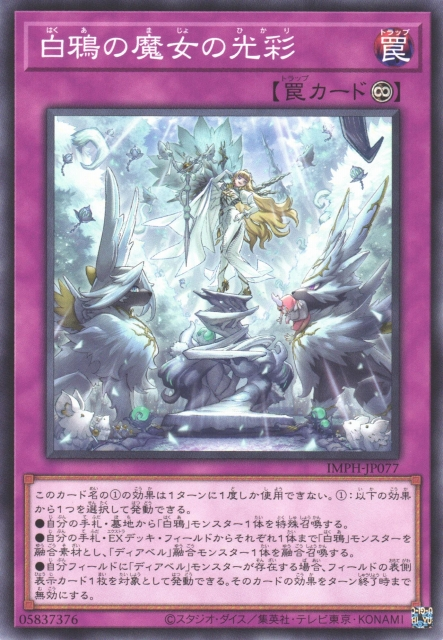 白鴉の魔女の光彩
罠
【罠カード】
IMPH-JP077
このカード名の①の効果は1ターンに1度しか使用できない。①：以下の効果
から1つを選択して発動できる。
●自分の手札・墓地から「白鴉」モンスター1体を特殊召喚する。
●自分の手札・EXデッキ・フィールドからそれぞれ1体まで「白鴉」モンスターを
融合素材とし、「ディアベル」融合モンスター1体を融合召喚する。
●自分フィールドに「ディアベル」モンスターが存在する場合、フィールドの表側
表示カード1枚を対象として発動できる。そのカードの効果をターン終了時まで
無効にする。
05837376
©スタジオ・ダイス／集英社・テレビ東京・KONAMI